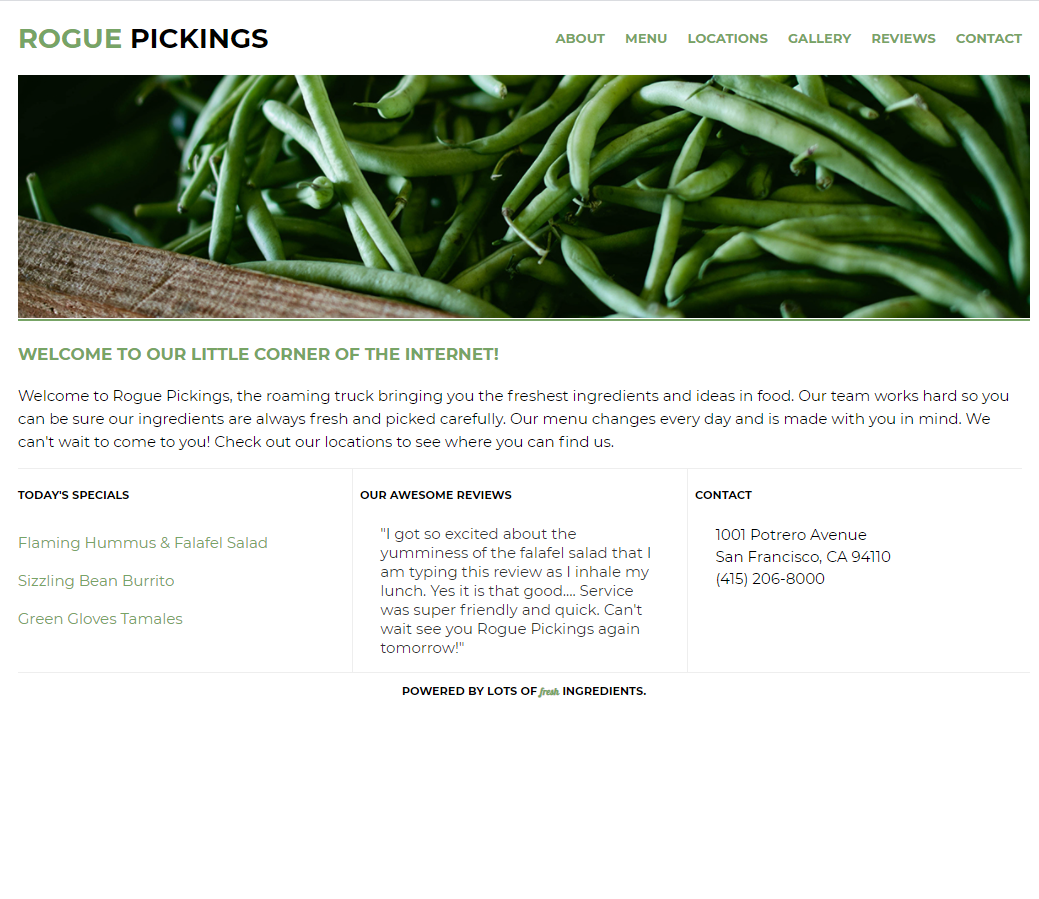 ROGUE PICKINGS
ABOUT MENU LOCATIONS GALLERY REVIEWS CONTACT
WELCOME TO OUR LITTLE CORNER OF THE INTERNET!
Welcome to Rogue Pickings, the roaming truck bringing you the freshest ingredients and ideas in food. Our team works hard so you
can be sure our ingredients are always fresh and picked carefully. Our menu changes every day and is made with you in mind. We
can't wait to come to you! Check out our locations to see where you can find us.
TODAY'S SPECIALS
Flaming Hummus & Falafel Salad
Sizzling Bean Burrito
Green Gloves Tamales
OUR AWESOME REVIEWS
"I got so excited about the
yumminess of the falafel salad that I
am typing this review as I inhale my
lunch. Yes it is that good.... Service
was super friendly and quick. Can't
wait see you Rogue Pickings again
tomorrow!"
CONTACT
1001 Potrero Avenue
San Francisco, CA 94110
(415) 206-8000
POWERED BY LOTS OF fresh INGREDIENTS.